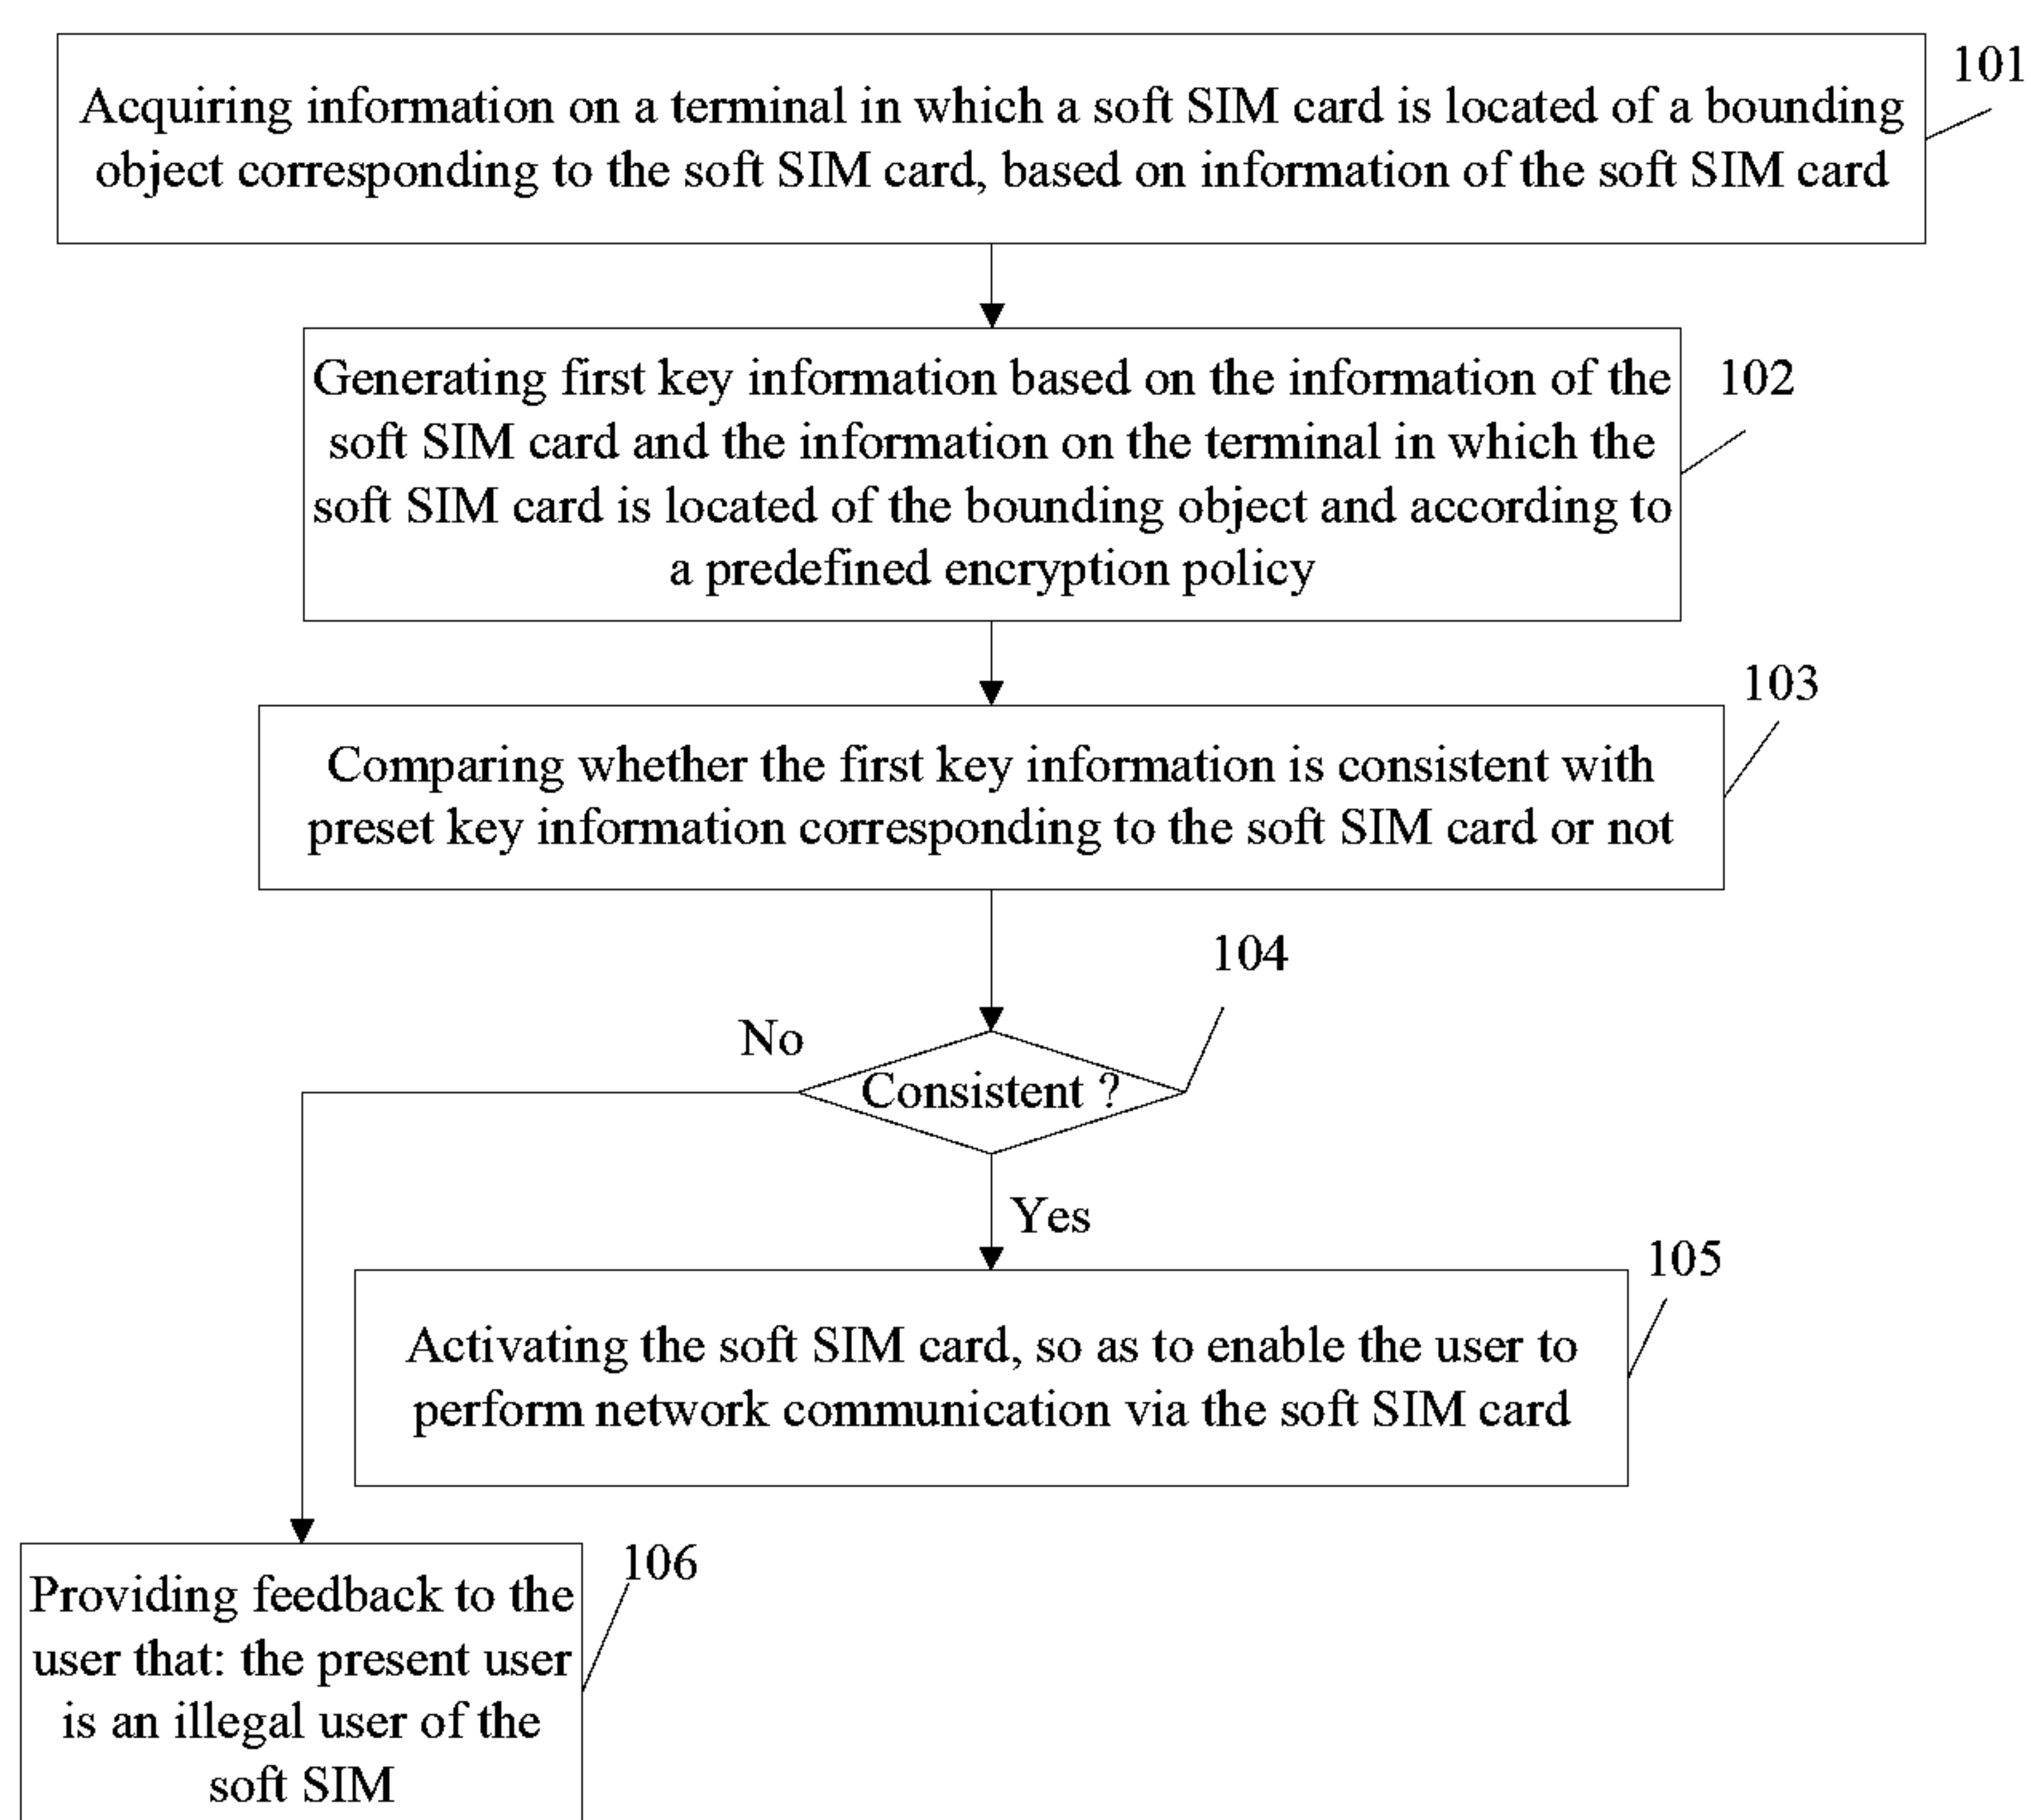 101
Acquiring information on a terminal in which a soft SIM card is located of a bounding
object corresponding to the soft SIM card, based on information of the soft SIM card
Generating first key information based on the information of the
soft SIM card and the information on the terminal in which the
soft SIM card is located of the bounding object and according to
a predefined encryption policy
102
103
Comparing whether the first key information is consistent with
preset key information corresponding to the soft SIM card or not
104
No
Consistent ?
Yes
105
Activating the soft SIM card, so as to enable the user to
perform network communication via the soft SIM card
106
Providing feedback to the
user that: the present user
is an illegal user of the
soft SIM